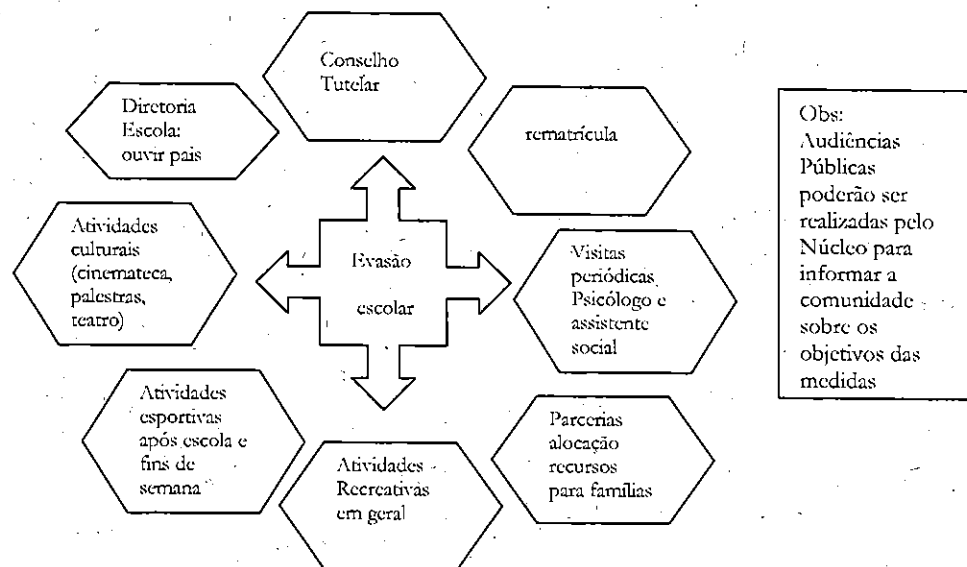 Conselho
Tutelar
Diretoria
Escola:
ouvir pais
rematrícula
Atividades
culturais
(cinemateca,
palestras,
teatro)
Evasão
escolar
Visitas
periódicas
Psicólogo e
assistente
social
Atividades
esportivas
após escola e
fins de
semana
Atividades
Recreativas
em geral
Parcerias
alocação
recursos
para famílias
Obs:
Audiências
Públicas
poderão ser
realizadas pelo
Núcleo para
informar a
comunidade
sobre os
objetivos das
medidas